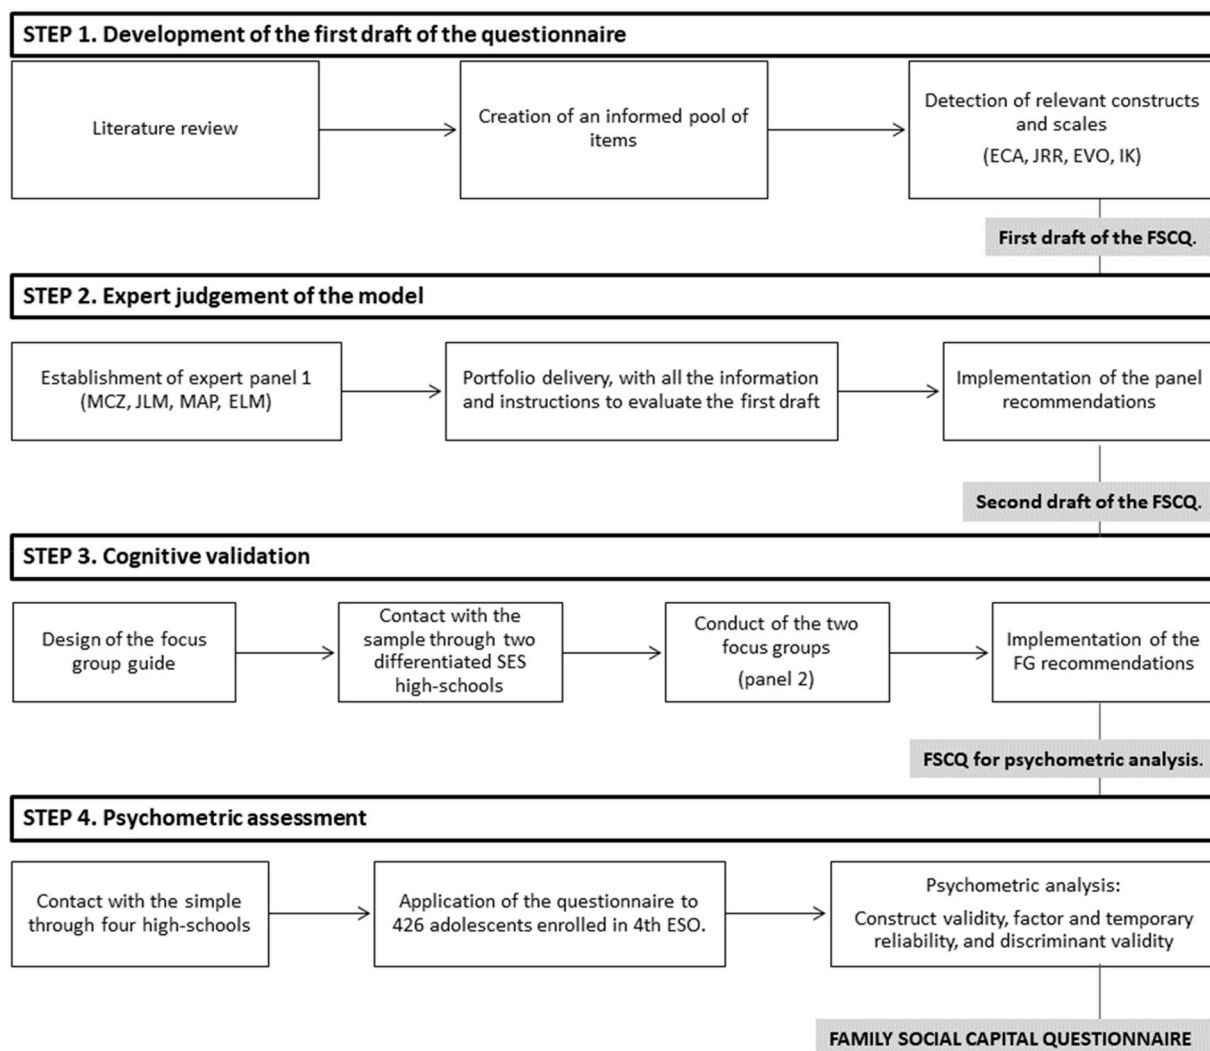 STEP 1. Development of the first draft of the questionnaire
Literature review
Creation of an informed pool of
items
Detection of relevant constructs
and scales
(ECA, JRR, EVO, IK)
First draft of the FSCQ.
STEP 2. Expert judgement of the model
Establishment of expert panel 1
(MCZ, JLM, MAP, ELM)
Portfolio delivery, with all the information
and instructions to evaluate the first draft
Implementation of the panel
recommendations
Second draft of the FSCQ.
STEP 3. Cognitive validation
Design of the focus
group guide
Contact with the
sample through two
differentiated SES
high-schools
Conduct of the two
focus groups
(panel 2)
Implementation of the
FG recommendations
FSCQ for psychometric analysis.
STEP 4. Psychometric assessment
Contact with the simple
through four high-schools
Application of the questionnaire to
426 adolescents enrolled in 4th ESO.
Psychometric analysis:
Construct validity, factor and temporary
reliability, and discriminant validity
FAMILY SOCIAL CAPITAL QUESTIONNAIRE